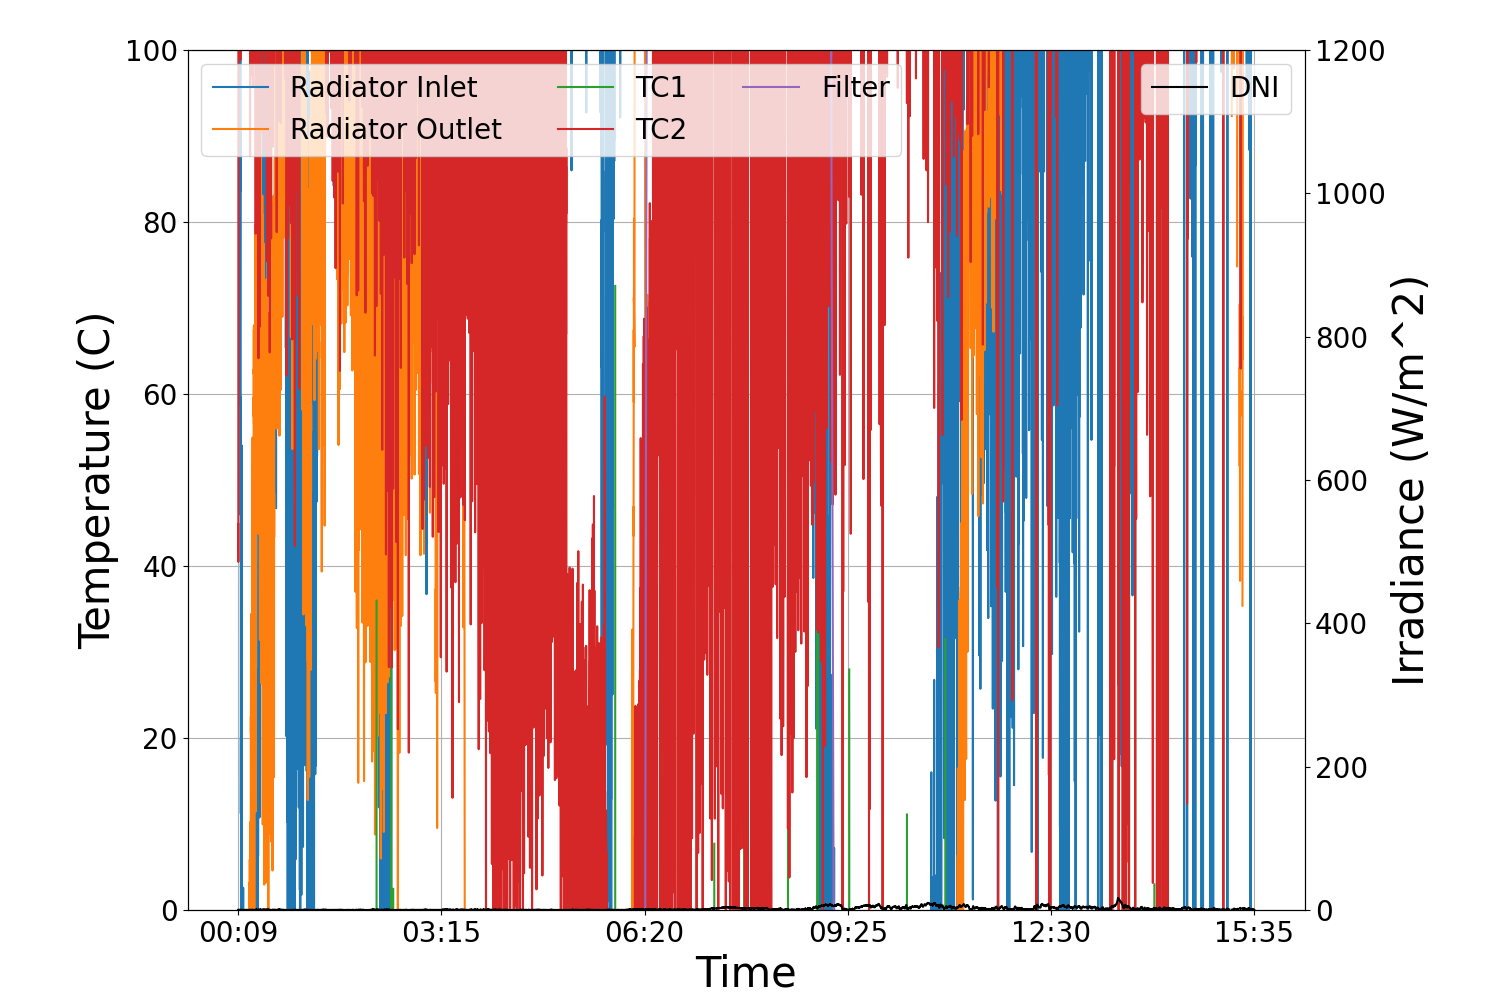 100
80
60
40
20
0
Temperature (C)
Radiator Inlet
Radiator Outlet
TC1
TC2
Filter
DNI
1200
1000
800
600
400
200
0
Irradiance (W/m^2)
00:09 03:15 06:20 09:25 12:30 15:35
Time